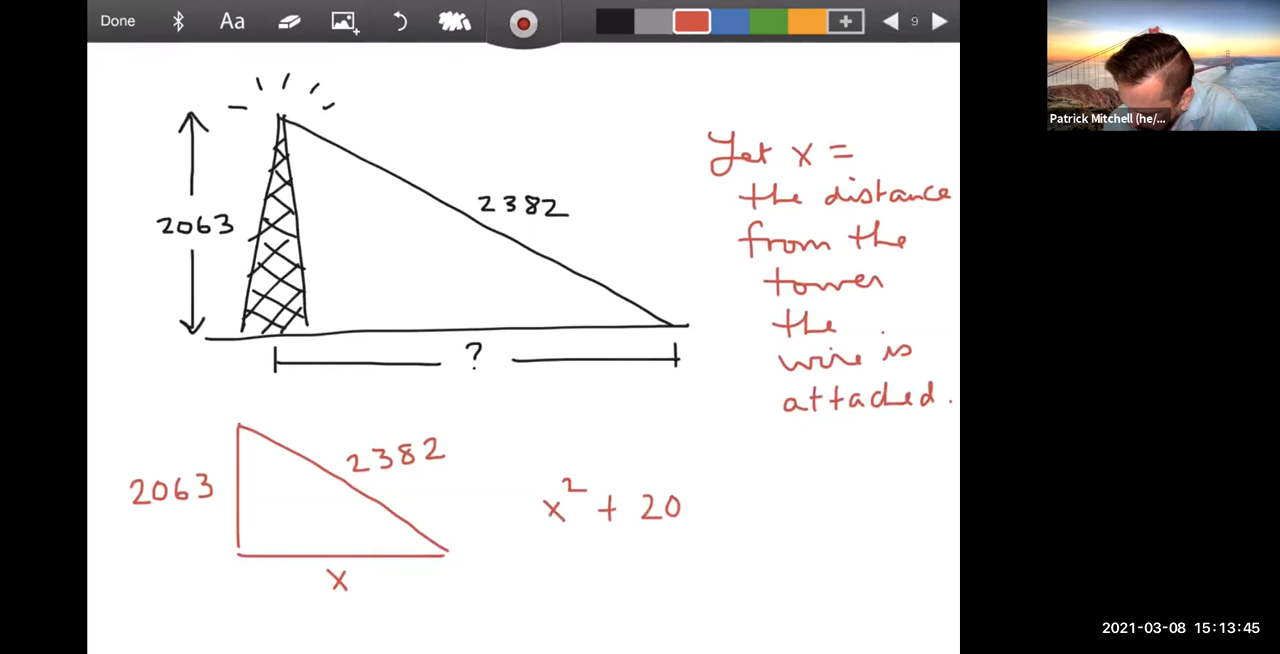 Done
Aa
9
Patrick Mitchell (he/...
2063
2382
?
Let x =
the distance
from the
tower
the
wire is
attached.
2063
2382
x
x² + 20
2021-03-08 15:13:45